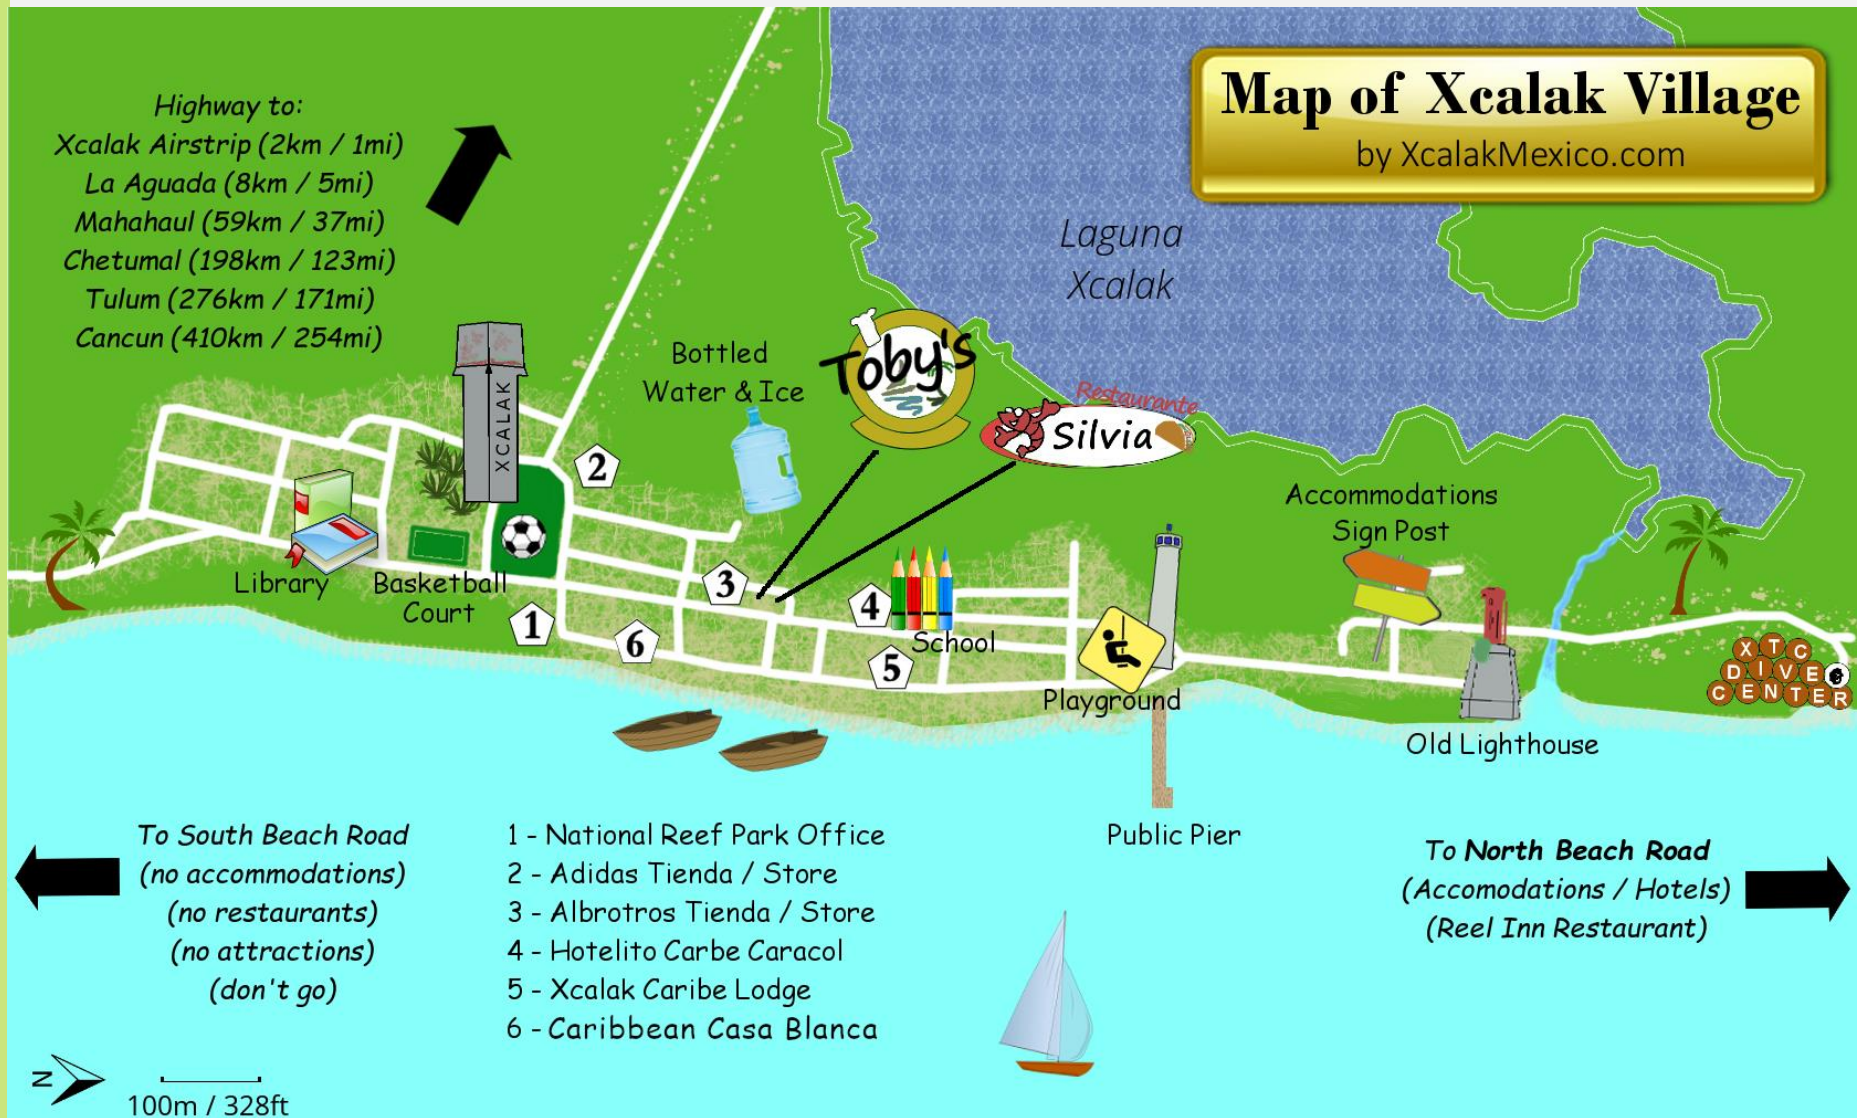 Map of Xcalak Village
by XcalakMexico.com
Highway to:
Xcalak Airstrip (2km / 1mi)
La Aguada (8km / 5mi)
Mahahaul (59km / 37mi)
Chetumal (198km / 123mi)
Tulum (276km / 171mi)
Cancun (410km / 254mi)
Laguna
Xcalak
Bottled
Water & Ice
Toby's
Restaurante
Silvia
XCALAK
2
Accommodations
Sign Post
Library
Basketball
Court
1
6
3
4
School
5
Playground
Old Lighthouse
XTC
DIVE
CENTER
To South Beach Road
(no accommodations)
(no restaurants)
(no attractions)
(don't go)
1 - National Reef Park Office
2 - Adidas Tienda / Store
3 - Albrotros Tienda / Store
4 - Hotelito Carbe Caracol
5 - Xcalak Caribe Lodge
6 - Caribbean Casa Blanca
Public Pier
To North Beach Road
(Accomodations / Hotels)
(Reel Inn Restaurant)
N
100m / 328ft